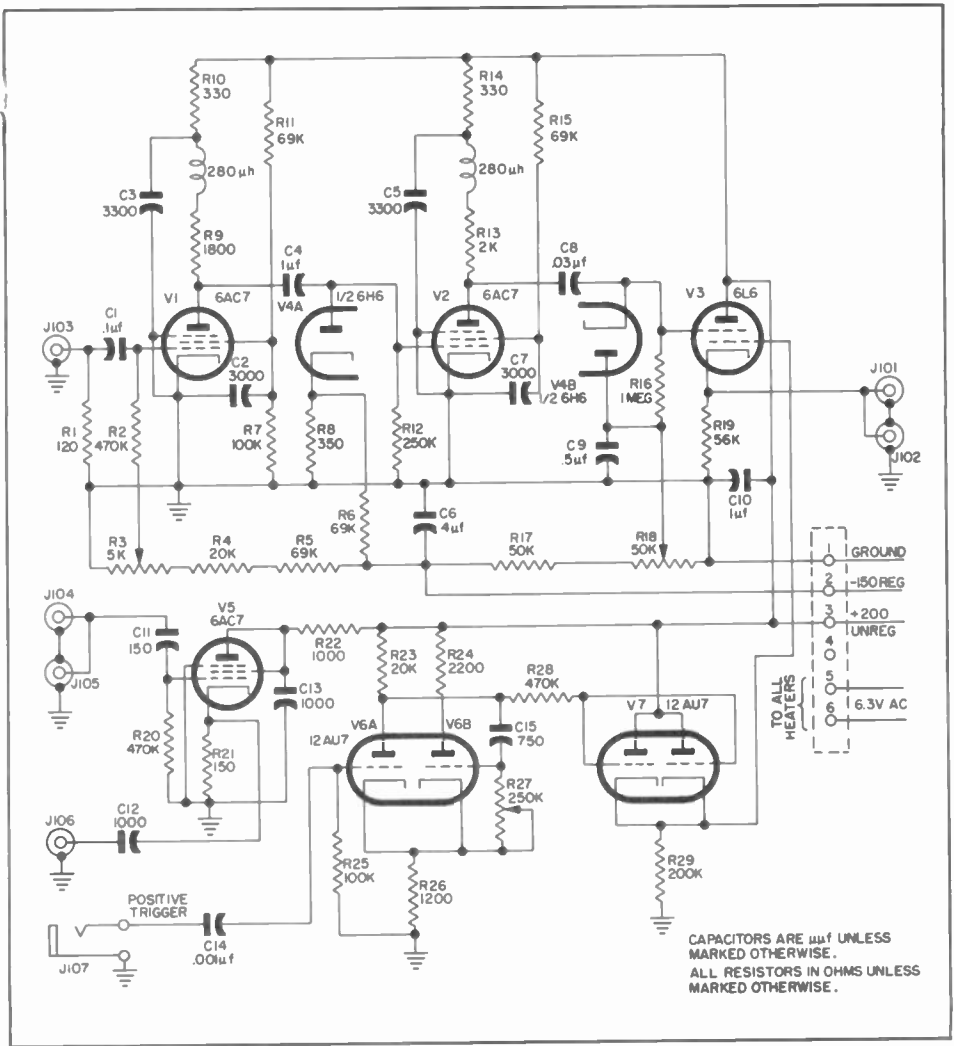 R10
330
R11
69K
280µh
C3
3300
R9
1800
R14
330
R15
69K
280µh
C5
3300
R13
2K
C4
1µf
V4A
1/2 6H6
C8
.03µf
V1
6AC7
V2
6AC7
V3
6L6
J103
C1
.1µf
C2
3000
C7
3000
V4B
1/2 6H6
R16
1 MEG
J101
J102
R1
120
R2
470K
R7
100K
R8
350
R12
250K
C9
.5µf
R19
56K
C10
1µf
R6
69K
C6
4µf
R3
5K
R4
20K
R5
69K
R17
50K
R18
50K
1
GROUND
2
-150REG
3
+200
UNREG
4
5
6
6.3V AC
TO ALL
HEATERS
J104
J105
C11
150
V5
6AC7
R22
1000
C13
1000
R20
470K
R21
150
R23
20K
R24
2200
R28
470K
V6A
V6B
12AU7
C15
750
R27
250K
V7
12AU7
J106
C12
1000
R25
100K
R26
1200
R29
200K
POSITIVE
TRIGGER
C14
.001µf
J107
CAPACITORS ARE µµf UNLESS
MARKED OTHERWISE.
ALL RESISTORS IN OHMS UNLESS
MARKED OTHERWISE.